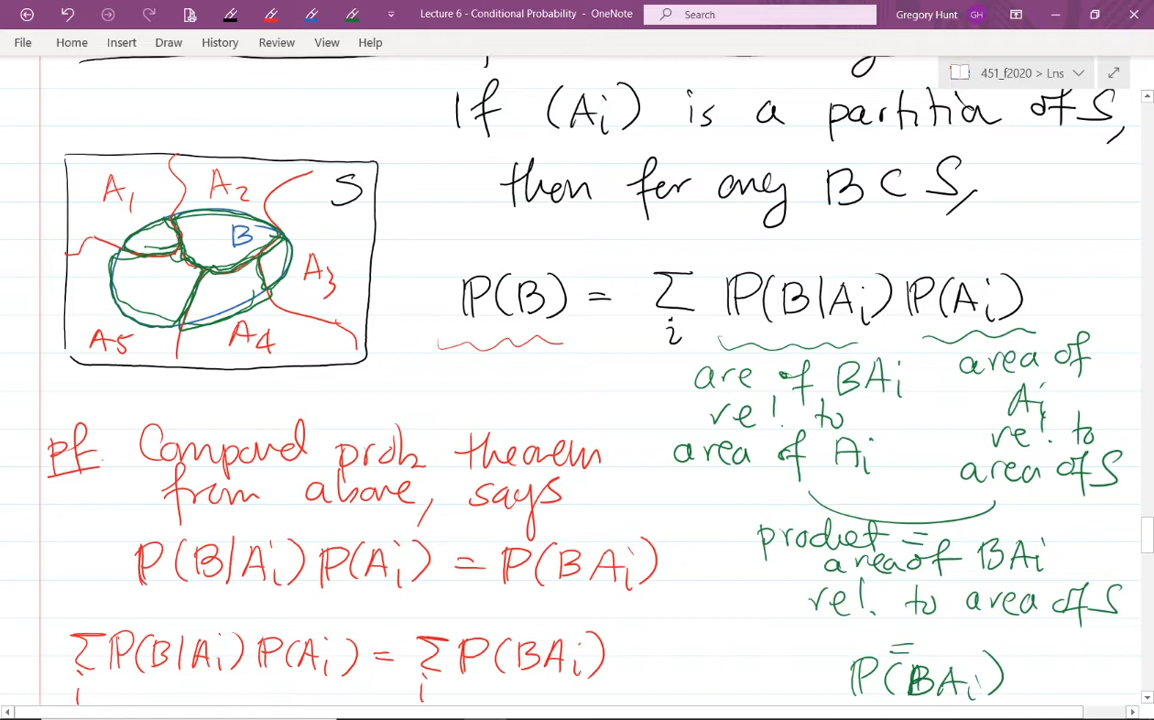 Lecture 6 - Conditional Probability - OneNote
Search
Gregory Hunt GH
File Home Insert Draw History Review View Help
451_f2020 > Lns
If (Ai) is a partition of S,
then for any B ⊂ S,
A1 A2 S
B
A3
A5 A4
P(B) = Σ P(B|Ai) P(Ai)
i
are of BAi
rel. to
area of Ai
area of
Ai
rel. to
area of S
product =
area of BAi
rel. to area of S
=
P(BAi)
Pf. Compound prob theorem
from above, says
P(B|Ai) P(Ai) = P(BAi)
Σ P(B|Ai) P(Ai) = Σ P(BAi)
i i